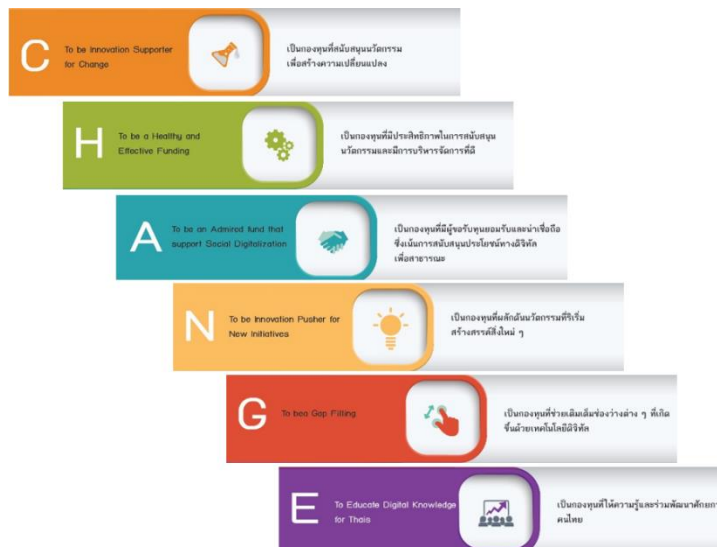 C
To be Innovation Supporter
for Change
เป็นกองทุนที่สนับสนุนนวัตกรรม
เพื่อสร้างความเปลี่ยนแปลง
H
To be a Healthy and
Effective Funding
เป็นกองทุนที่มีประสิทธิภาพในการสนับสนุน
นวัตกรรมและมีการบริหารจัดการที่ดี
A
To be an Admired fund that
support Social Digitalization
เป็นกองทุนที่มีผู้ขอรับทุนยอมรับและน่าเชื่อถือ
ซึ่งเน้นการสนับสนุนประโยชน์ทางดิจิทัล
เพื่อสาธารณะ
N
To be Innovation Pusher for
New Initiatives
เป็นกองทุนที่ผลักดันนวัตกรรมที่ริเริ่ม
สร้างสรรค์สิ่งใหม่ ๆ
G
To bea Gap Filling
เป็นกองทุนที่ช่วยเติมเต็มช่องว่างต่าง ๆ ที่เกิด
ขึ้นด้วยเทคโนโลยีดิจิทัล
E
To Educate Digital Knowledge
for Thais
เป็นกองทุนที่ให้ความรู้และร่วมพัฒนาศักยภ
คนไทย